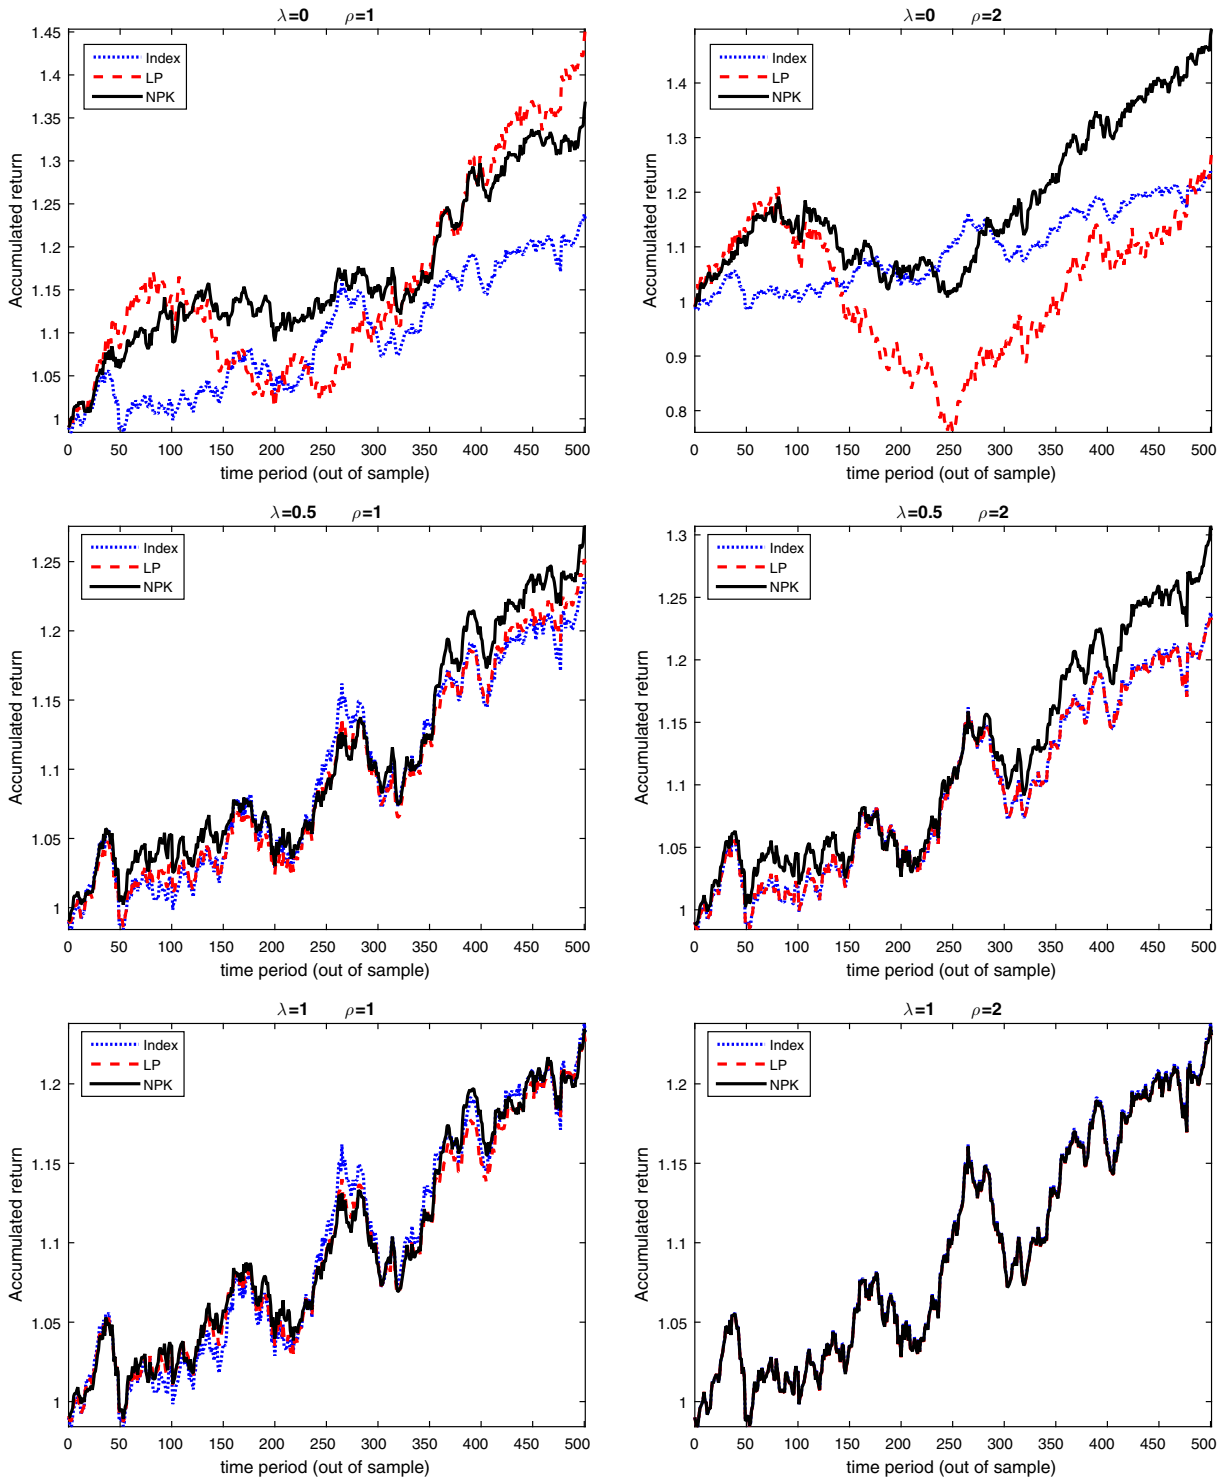 λ=0 ρ=1
1.45
1.4
1.35
1.3
1.25
1.2
1.15
1.1
1.05
1
Accumulated return
Index
LP
NPK
0 50 100 150 200 250 300 350 400 450 500
time period (out of sample)
λ=0 ρ=2
1.4
1.3
1.2
1.1
1
0.9
0.8
Accumulated return
Index
LP
NPK
0 50 100 150 200 250 300 350 400 450 500
time period (out of sample)
λ=0.5 ρ=1
1.25
1.2
1.15
1.1
1.05
1
Accumulated return
Index
LP
NPK
0 50 100 150 200 250 300 350 400 450 500
time period (out of sample)
λ=0.5 ρ=2
1.3
1.25
1.2
1.15
1.1
1.05
1
Accumulated return
Index
LP
NPK
0 50 100 150 200 250 300 350 400 450 500
time period (out of sample)
λ=1 ρ=1
1.2
1.15
1.1
1.05
1
Accumulated return
Index
LP
NPK
0 50 100 150 200 250 300 350 400 450 500
time period (out of sample)
λ=1 ρ=2
1.2
1.15
1.1
1.05
1
Accumulated return
Index
LP
NPK
0 50 100 150 200 250 300 350 400 450 500
time period (out of sample)